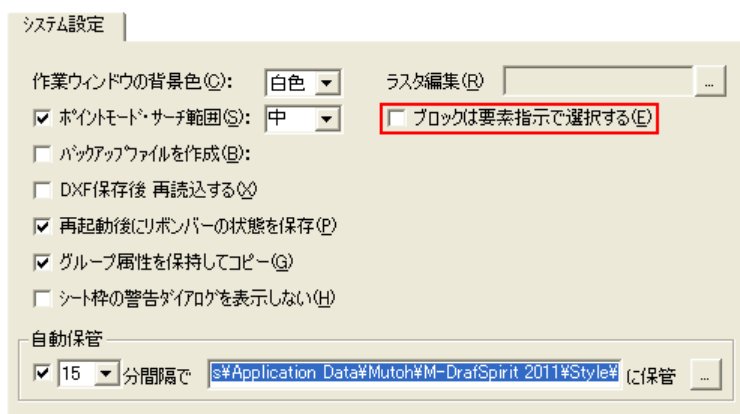 システム設定
作業ウィンドウの背景色(C): 白色 ラスタ編集(R) ...
ポイントモード・サーチ範囲(S): 中 ブロックは要素指示で選択する(E)
バックアップファイルを作成(B):
DXF保存後 再読込する(X)
再起動後にリボンバーの状態を保存(P)
グループ属性を保持してコピー(G)
シート枠の警告ダイアログを表示しない(H)
自動保管
15 分間隔で s¥Application Data¥Mutoh¥M-DrafSpirit 2011¥Style¥ に保管 ...